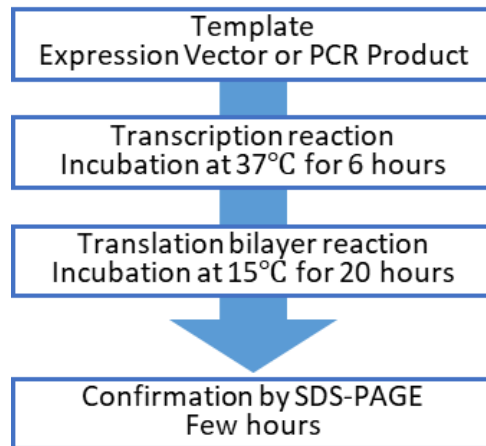 Template
Expression Vector or PCR Product
Transcription reaction
Incubation at 37℃ for 6 hours
Translation bilayer reaction
Incubation at 15℃ for 20 hours
Confirmation by SDS-PAGE
Few hours